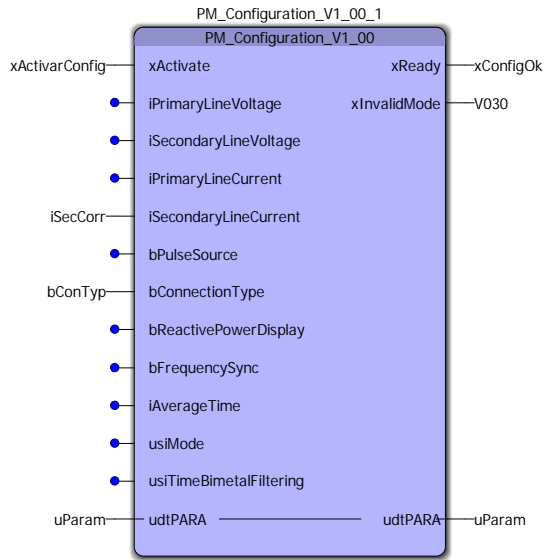 PM_Configuration_V1_00_1
PM_Configuration_V1_00
xActivarConfig xActivate xReady xConfigOk
iPrimaryLineVoltage xInvalidMode V030
iSecondaryLineVoltage
iPrimaryLineCurrent
iSecCorr iSecondaryLineCurrent
bPulseSource
bConTyp bConnectionType
bReactivePowerDisplay
bFrequencySync
iAverageTime
usiMode
usiTimeBimetalFiltering
uParam udtPARA udtPARA uParam